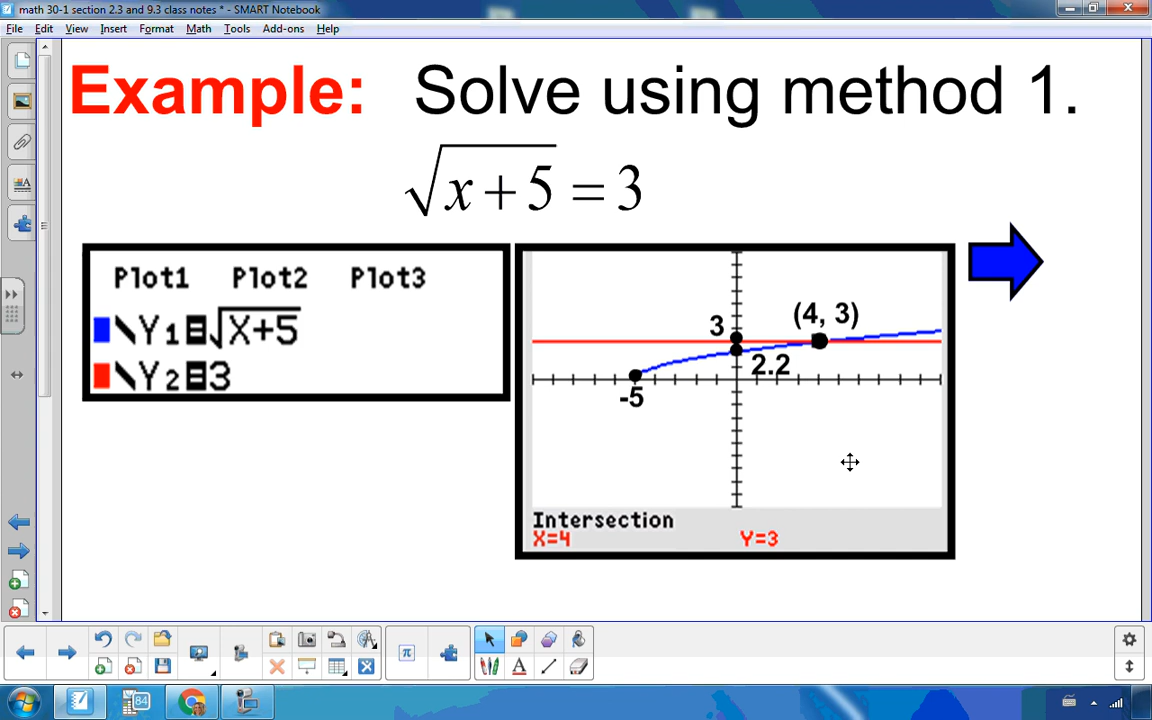 math 30-1 section 2.3 and 9.3 class notes * - SMART Notebook
File Edit View Insert Format Math Tools Add-ons Help
Example: Solve using method 1.
√x+5 = 3
Plot1 Plot2 Plot3
\Y1=√X+5
\Y2=3
3
(4, 3)
2.2
-5
Intersection
X=4 Y=3
π
A
84